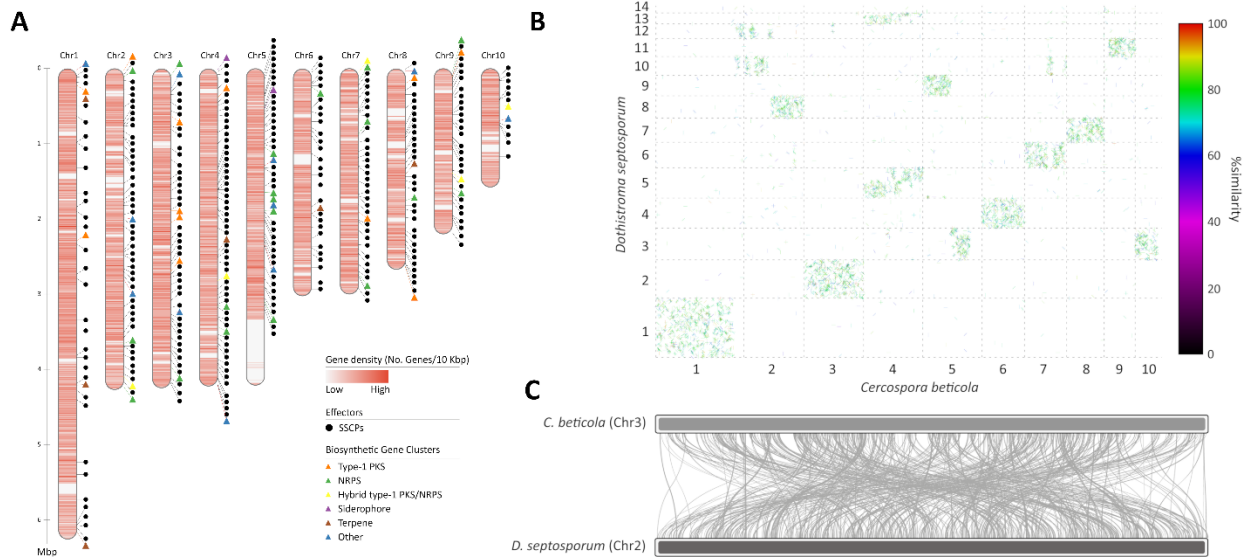 A
Chr1 Chr2 Chr3 Chr4 Chr5 Chr6 Chr7 Chr8 Chr9 Chr10
0
1
2
3
4
5
6
Mbp
Gene density (No. Genes/10 Kbp)
Low High
Effectors
SSCPs
Biosynthetic Gene Clusters
Type-1 PKS
NRPS
Hybrid type-1 PKS/NRPS
Siderophore
Terpene
Other
B
Dothistroma septosporum
14
13
12
11
10
9
8
7
6
5
4
3
2
1
1 2 3 4 5 6 7 8 9 10
Cercospora beticola
%similarity
100
80
60
40
20
0
C
C. beticola (Chr3)
D. septosporum (Chr2)